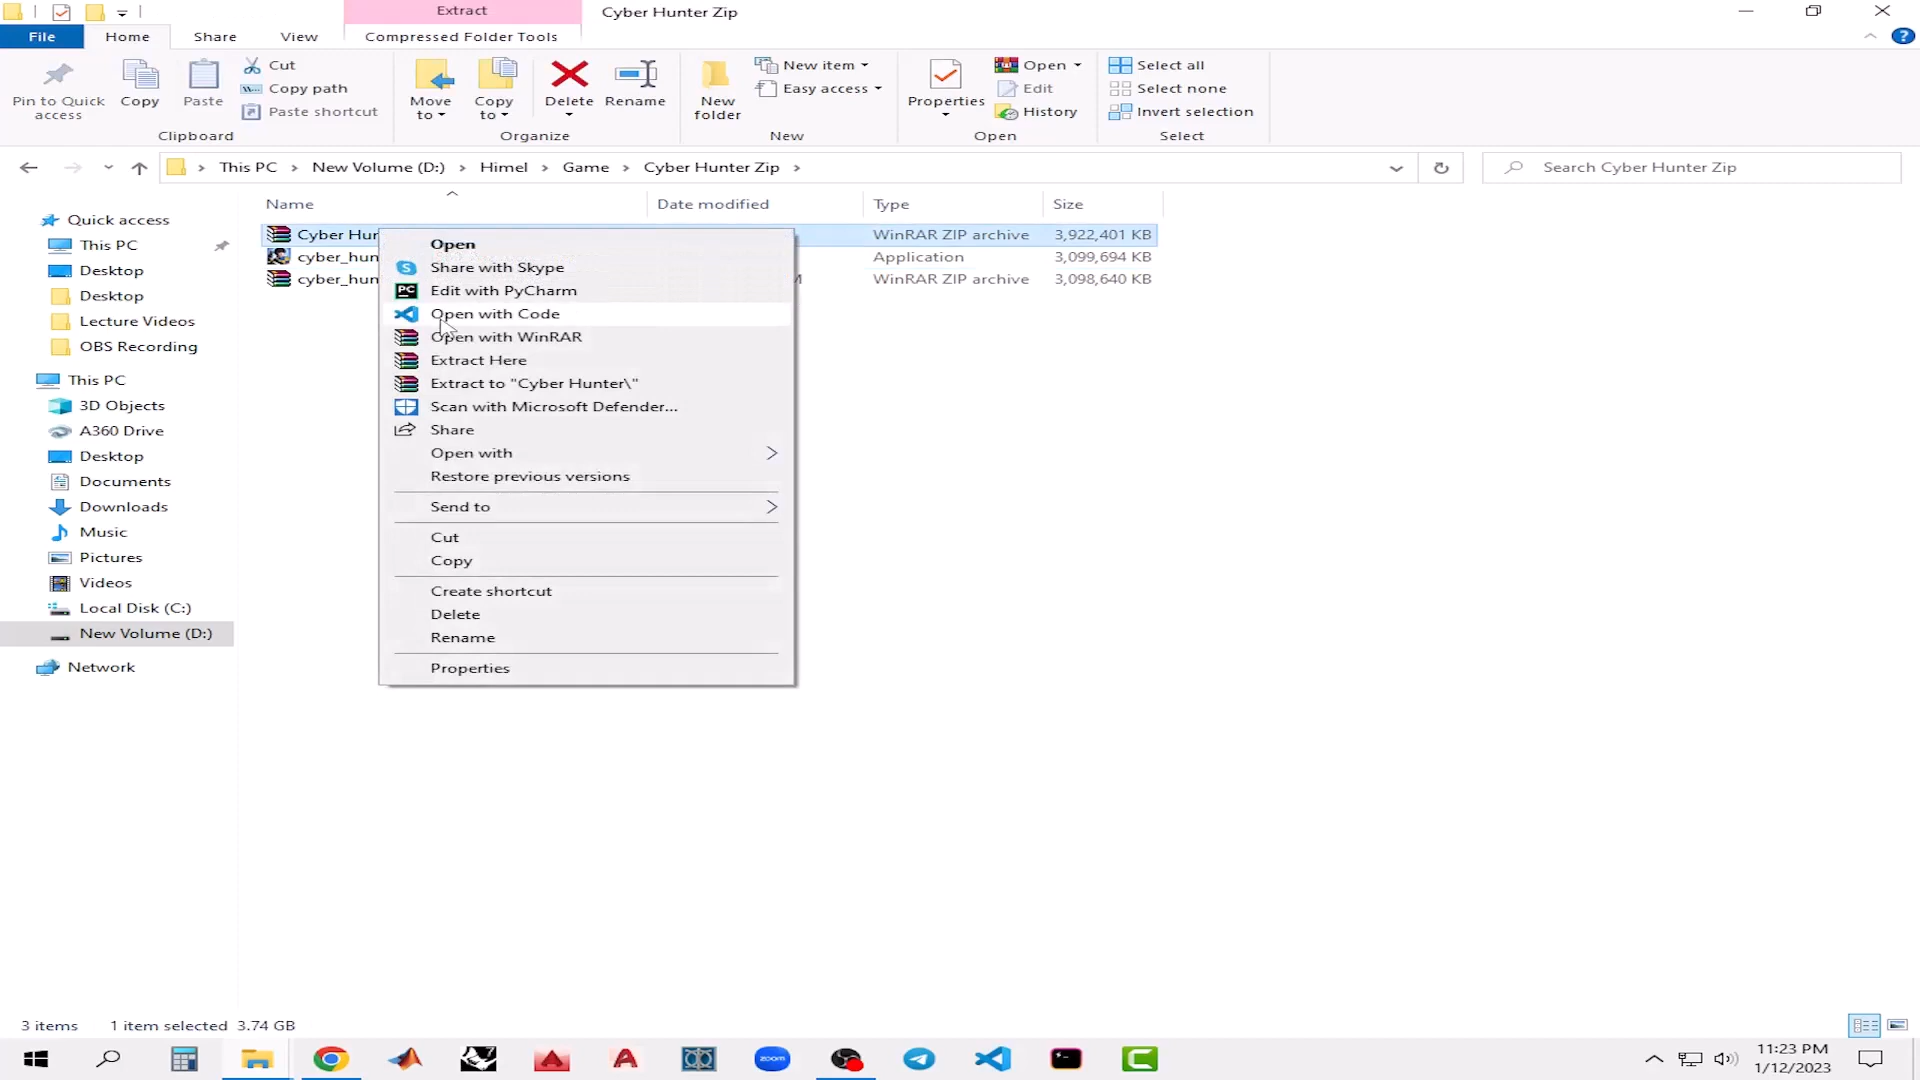 Extract
Cyber Hunter Zip
File
Home
Share
View
Compressed Folder Tools
Pin to Quick access
Copy
Paste
Cut
Copy path
Paste shortcut
Clipboard
Move to
Copy to
Delete
Rename
Organize
New folder
New item
Easy access
New
Properties
Open
Edit
History
Open
Select all
Select none
Invert selection
Select
This PC > New Volume (D:) > Himel > Game > Cyber Hunter Zip >
Search Cyber Hunter Zip
Name
Date modified
Type
Size
Cyber Hun
WinRAR ZIP archive
3,922,401 KB
cyber_hun
Application
3,099,694 KB
cyber_hun
M
WinRAR ZIP archive
3,098,640 KB
Quick access
This PC
Desktop
Desktop
Lecture Videos
OBS Recording
This PC
3D Objects
A360 Drive
Desktop
Documents
Downloads
Music
Pictures
Videos
Local Disk (C:)
New Volume (D:)
Network
Open
Share with Skype
PC Edit with PyCharm
Open with Code
Open with WinRAR
Extract Here
Extract to "Cyber Hunter\"
Scan with Microsoft Defender...
Share
Open with
Restore previous versions
Send to
Cut
Copy
Create shortcut
Delete
Rename
Properties
3 items
1 item selected 3.74 GB
zoom
11:23 PM
1/12/2023